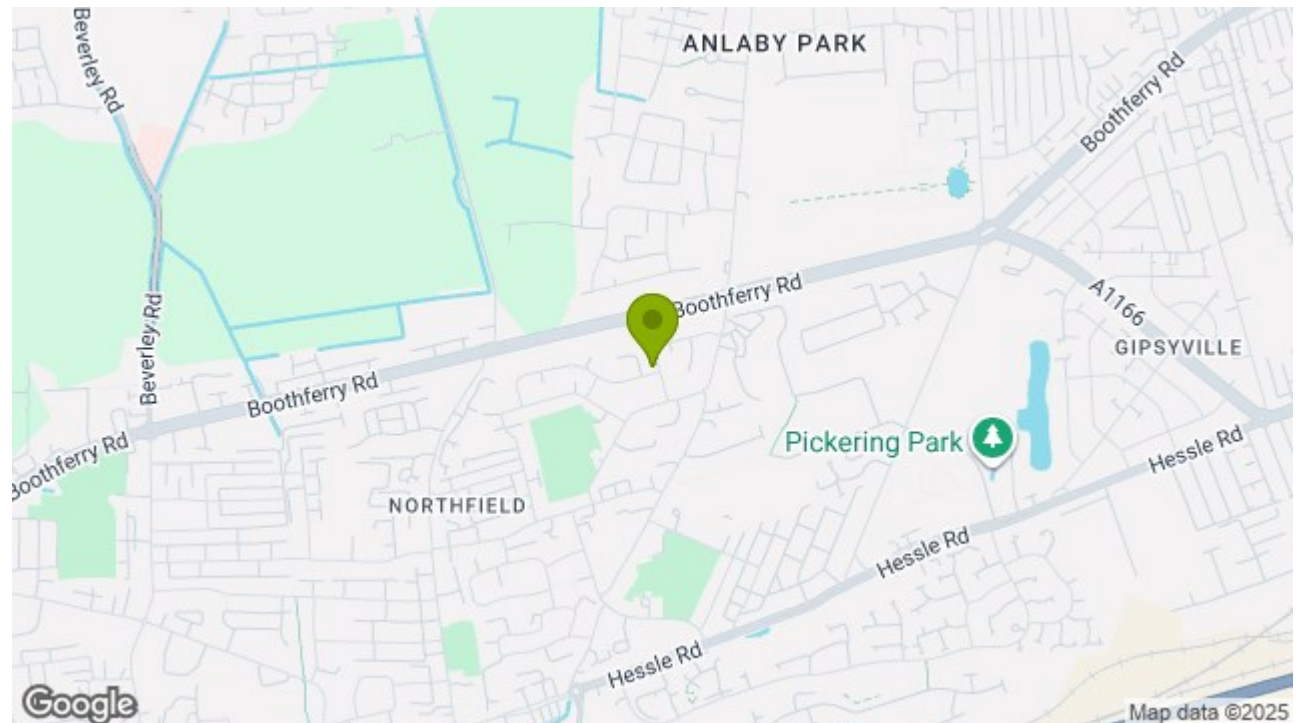 Beverley Rd
ANLABY PARK
Boothferry Rd
Boothferry Rd
A1166
Beverley Rd
GIPSYVILLE
Boothferry Rd
Boothferry Rd
Pickering Park
Hessle Rd
NORTHFIELD
Hessle Rd
Hessle Rd
Google
Map data ©2025